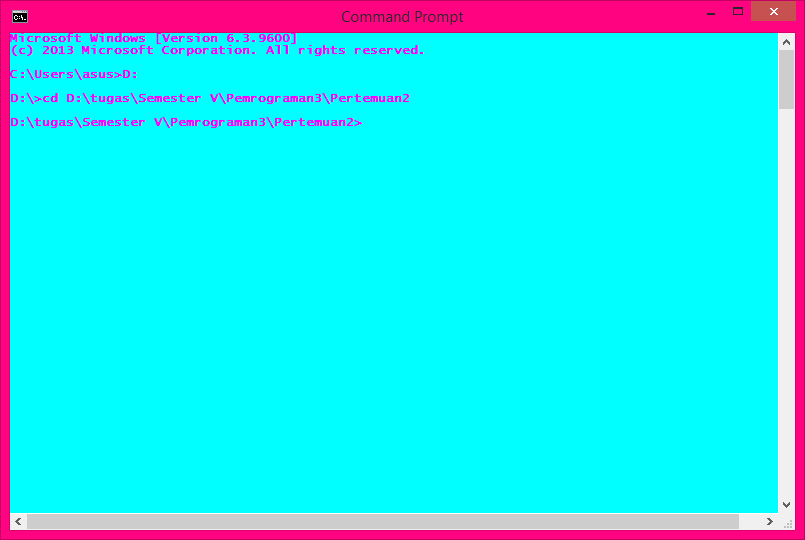 Command Prompt
Microsoft Windows [Version 6.3.9600]
(c) 2013 Microsoft Corporation. All rights reserved.
C:\Users\asus>D:
D:\>cd D:\tugas\Semester V\Pemrograman3\Pertemuan2
D:\tugas\Semester V\Pemrograman3\Pertemuan2>